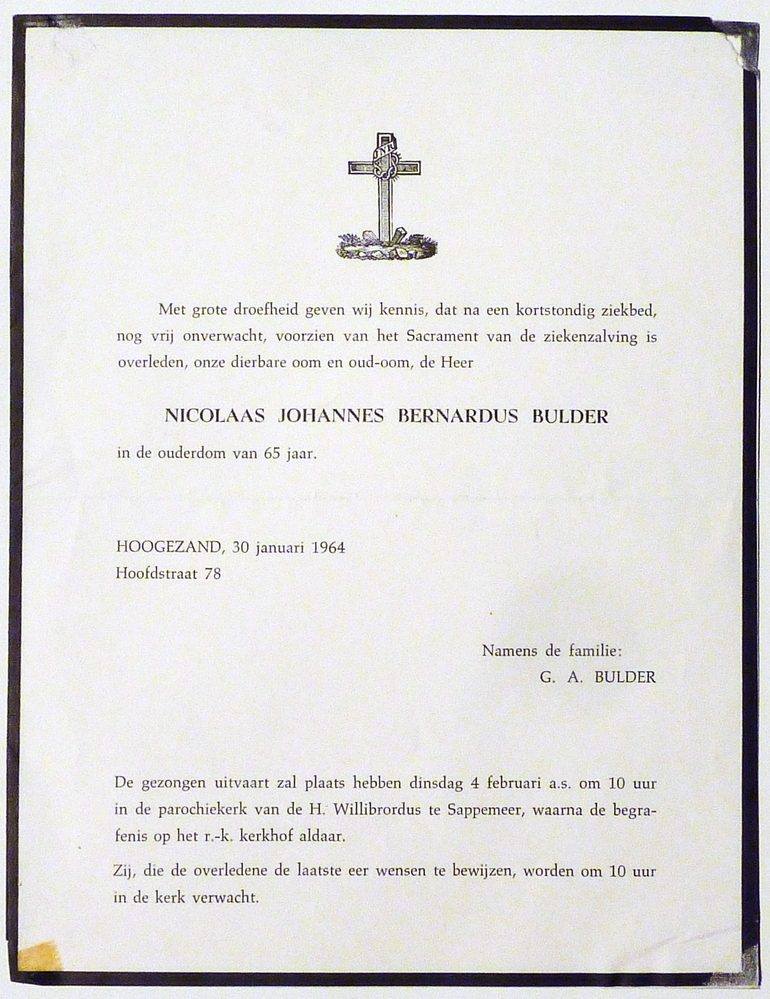 JNRJ
Met grote droefheid geven wij kennis, dat na een kortstondig ziekbed,
nog vrij onverwacht, voorzien van het Sacrament van de ziekenzalving is
overleden, onze dierbare oom en oud-oom, de Heer
NICOLAAS JOHANNES BERNARDUS BULDER
in de ouderdom van 65 jaar.
HOOGEZAND, 30 januari 1964
Hoofdstraat 78
Namens de familie:
G. A. BULDER
De gezongen uitvaart zal plaats hebben dinsdag 4 februari a.s. om 10 uur
in de parochiekerk van de H. Willibrordus te Sappemeer, waarna de begra-
fenis op het r.-k. kerkhof aldaar.
Zij, die de overledene de laatste eer wensen te bewijzen, worden om 10 uur
in de kerk verwacht.